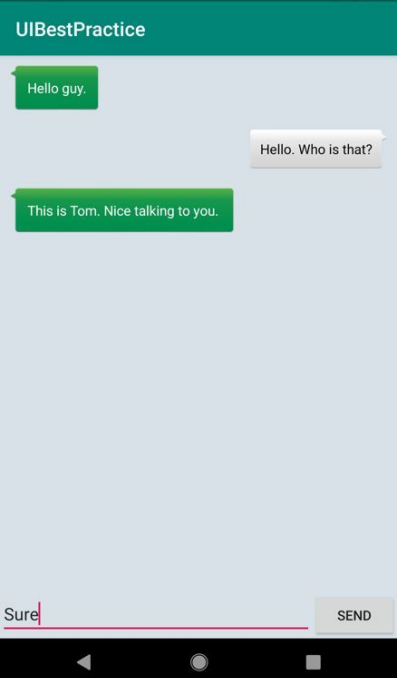 UIBestPractice
Hello guy.
Hello. Who is that?
This is Tom. Nice talking to you.
Sure
SEND